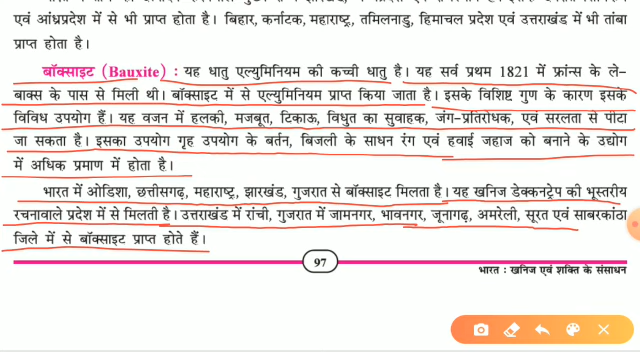 एवं आंध्रप्रदेश में से भी प्राप्त होता है। बिहार, कर्नाटक, महाराष्ट्र, तमिलनाडु, हिमाचल प्रदेश एवं उत्तराखंड में भी तांबा
प्राप्त होता है।
बॉक्साइट (Bauxite) : यह धातु एल्युमिनियम की कच्ची धातु है। यह सर्व प्रथम 1821 में फ्रांन्स के ले-
बाक्स के पास से मिली थी। बॉक्साइट में से एल्युमिनियम प्राप्त किया जाता है। इसके विशिष्ट गुण के कारण इसके
विविध उपयोग हैं। यह वजन में हलकी, मजबूत, टिकाऊ, विधुत का सुवाहक, जंग-प्रतिरोधक, एवं सरलता से पीटा
जा सकता है। इसका उपयोग गृह उपयोग के बर्तन, बिजली के साधन रंग एवं हवाई जहाज को बनाने के उद्योग
में अधिक प्रमाण में होता है।
भारत में ओडिशा, छत्तीसगढ़, महाराष्ट्र, झारखंड, गुजरात से बॉक्साइट मिलता है। यह खनिज डेक्कनट्रेप की भूस्तरीय
रचनावाले प्रदेश में से मिलती है। उत्तराखंड में रांची, गुजरात में जामनगर, भावनगर, जूनागढ़, अमरेली, सूरत एवं साबरकांठा
जिले में से बॉक्साइट प्राप्त होते हैं।
97
भारत : खनिज एवं शक्ति के संसाधन